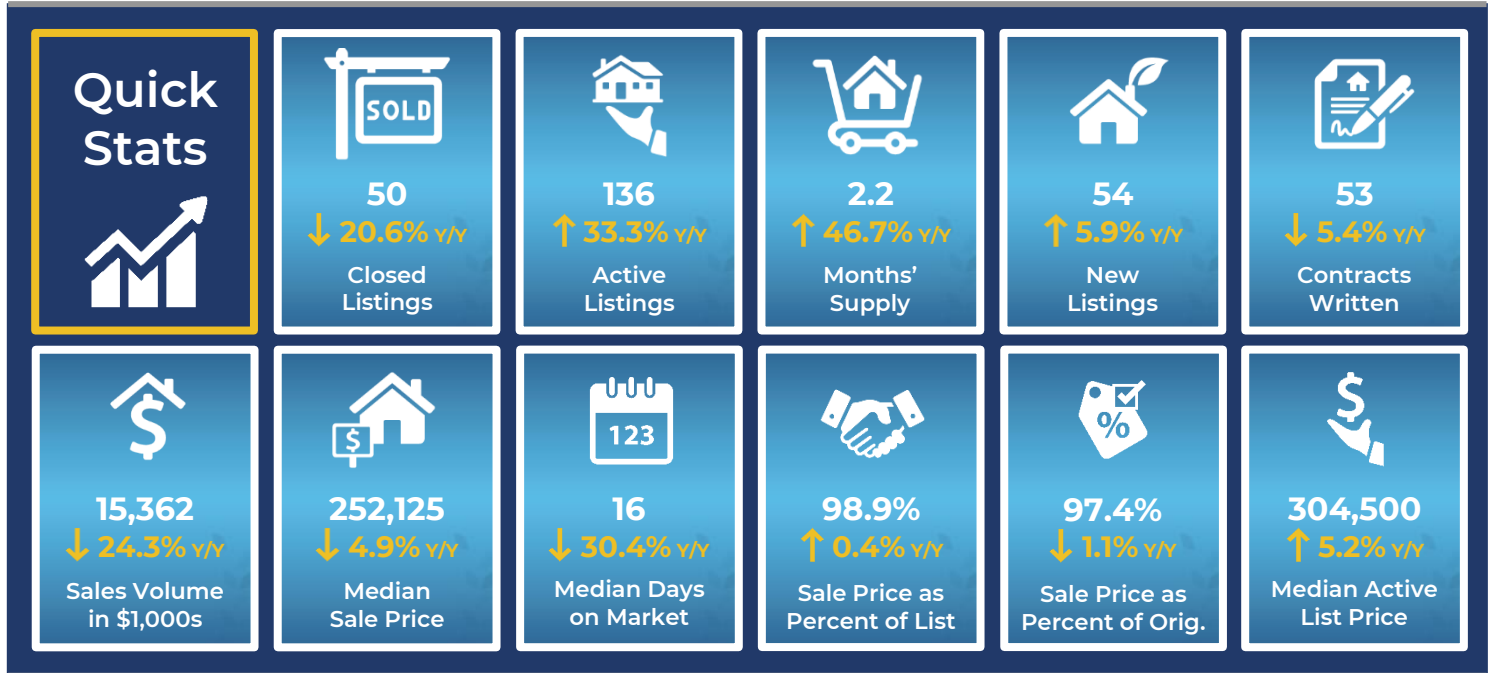 Quick
Stats
SOLD
50
↓ 20.6% Y/Y
Closed
Listings
136
↑ 33.3% Y/Y
Active
Listings
2.2
↑ 46.7% Y/Y
Months’
Supply
54
↑ 5.9% Y/Y
New
Listings
53
↓ 5.4% Y/Y
Contracts
Written
$
15,362
↓ 24.3% Y/Y
Sales Volume
in $1,000s
$
252,125
↓ 4.9% Y/Y
Median
Sale Price
123
16
↓ 30.4% Y/Y
Median Days
on Market
98.9%
↑ 0.4% Y/Y
Sale Price as
Percent of List
%
97.4%
↓ 1.1% Y/Y
Sale Price as
Percent of Orig.
$
304,500
↑ 5.2% Y/Y
Median Active
List Price